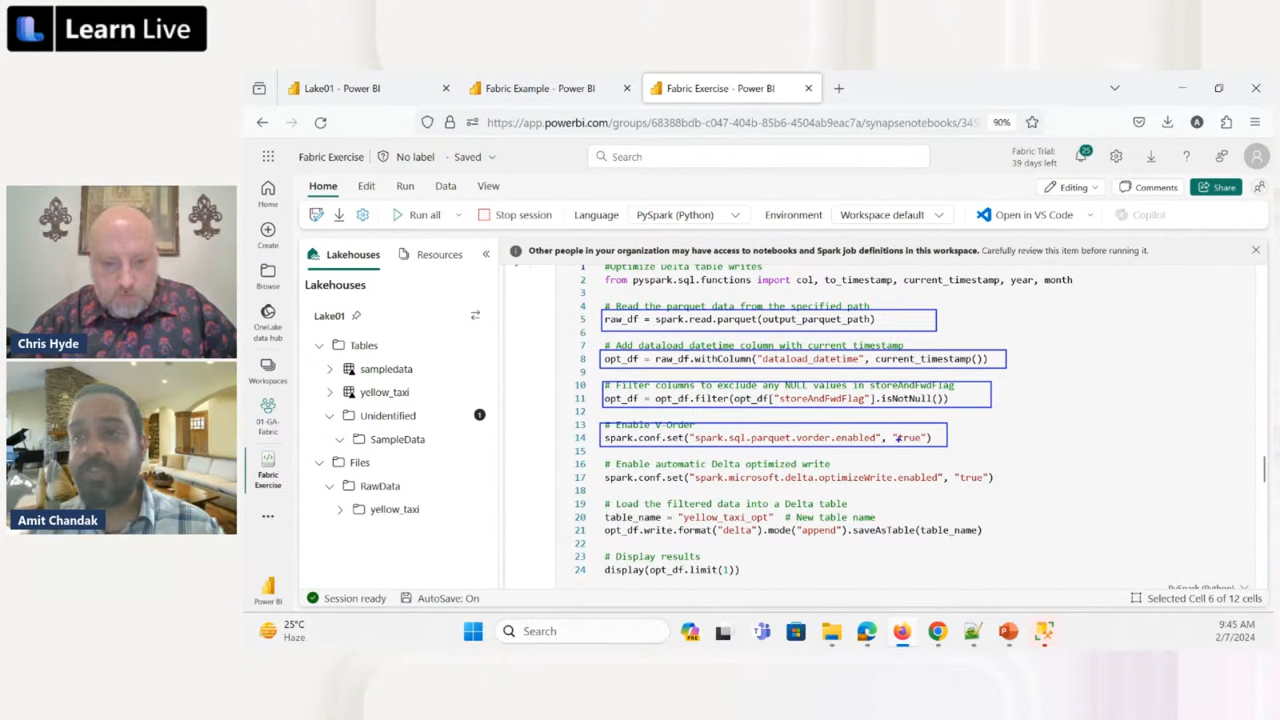 Learn Live
Lake01 - Power BI
Fabric Example - Power BI
Fabric Exercise - Power BI
https://app.powerbi.com/groups/68388bdb-c047-404b-85b6-4504ab9eac7a/synapsenotebooks/345
90%
Fabric Exercise
No label
Saved
Search
Fabric Trial:
39 days left
25
Home
Edit
Run
Data
View
Editing
Comments
Share
Run all
Stop session
Language
PySpark (Python)
Environment
Workspace default
Open in VS Code
Copilot
Home
Create
Browse
OneLake
data hub
Workspaces
01-GA-
Fabric
Fabric
Exercise
Power BI
Lakehouses
Resources
Lakehouses
Lake01
Tables
sampledata
yellow_taxi
Unidentified
1
SampleData
Files
RawData
yellow_taxi
Other people in your organization may have access to notebooks and Spark job definitions in this workspace. Carefully review this item before running it.
1 #Optimize Delta table writes
2 from pyspark.sql.functions import col, to_timestamp, current_timestamp, year, month
3
4 # Read the parquet data from the specified path
5 raw_df = spark.read.parquet(output_parquet_path)
6
7 # Add dataload_datetime column with current timestamp
8 opt_df = raw_df.withColumn("dataload_datetime", current_timestamp())
9
10 # Filter columns to exclude any NULL values in storeAndFwdFlag
11 opt_df = opt_df.filter(opt_df["storeAndFwdFlag"].isNotNull())
12
13 # Enable V-Order
14 spark.conf.set("spark.sql.parquet.vorder.enabled", "true")
15
16 # Enable automatic Delta optimized write
17 spark.conf.set("spark.microsoft.delta.optimizeWrite.enabled", "true")
18
19 # Load the filtered data into a Delta table
20 table_name = "yellow_taxi_opt" # New table name
21 opt_df.write.format("delta").mode("append").saveAsTable(table_name)
22
23 # Display results
24 display(opt_df.limit(1))
PySpark (Python)
Session ready
AutoSave: On
Selected Cell 6 of 12 cells
Chris Hyde
Amit Chandak
25°C
Haze
Search
9:45 AM
2/7/2024